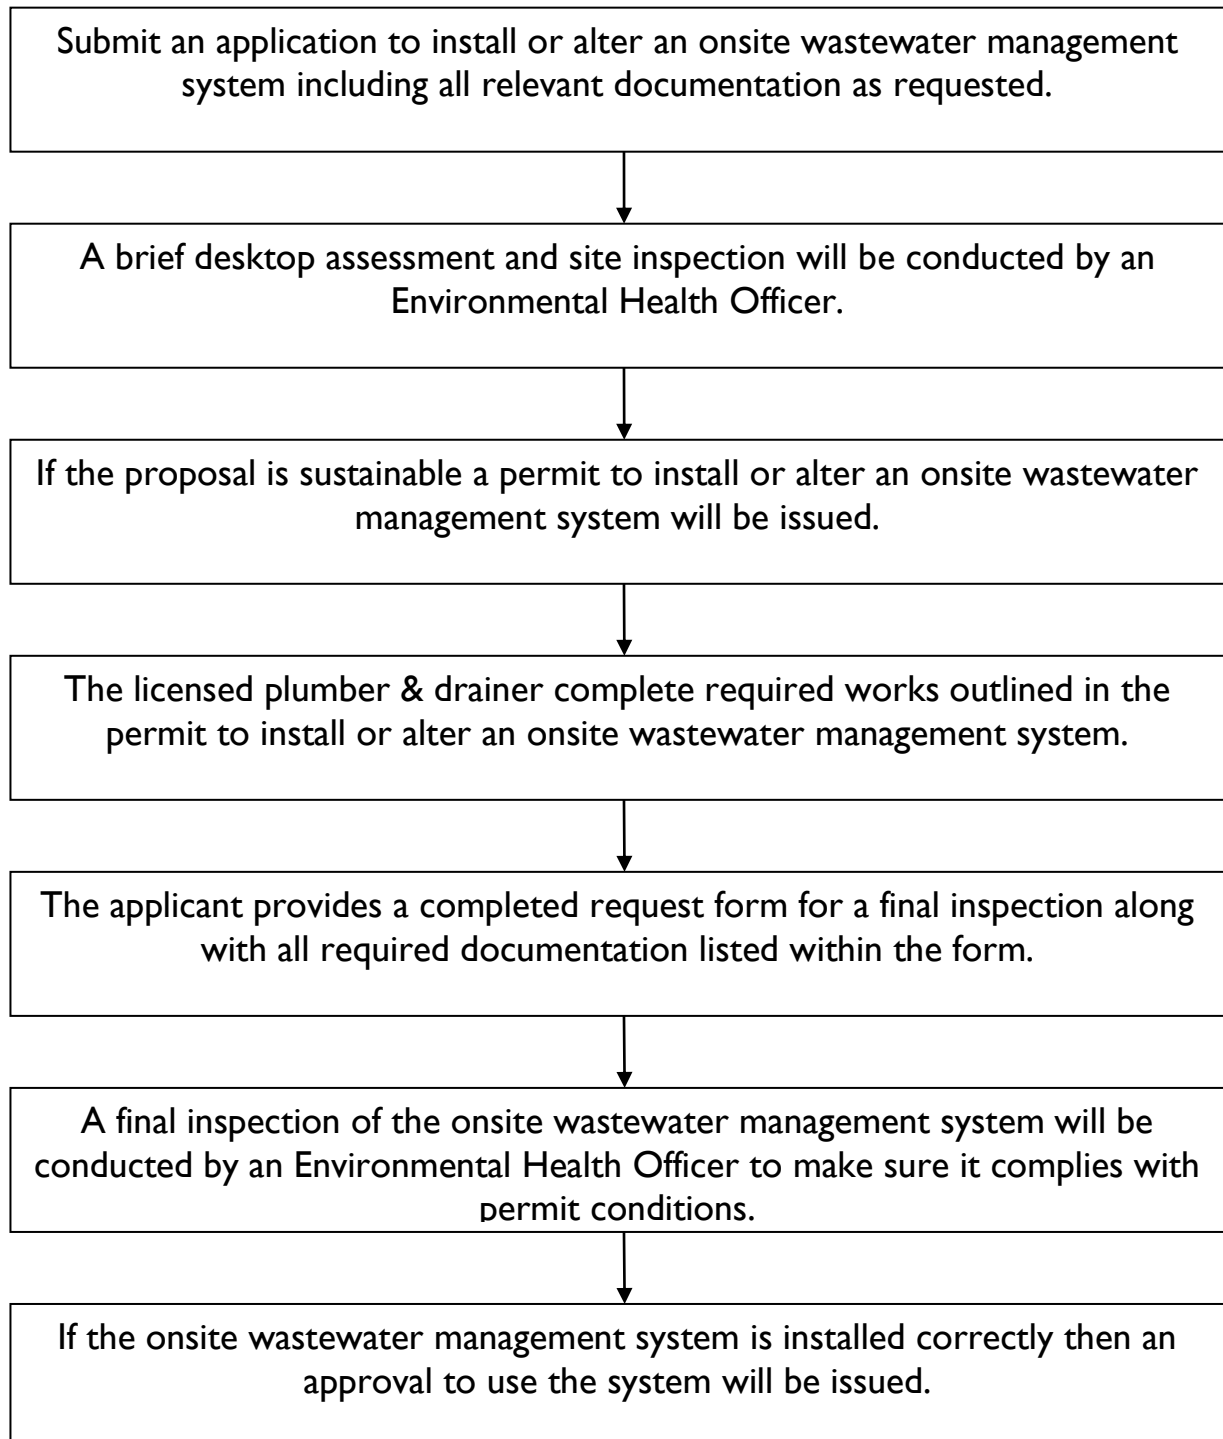 Submit an application to install or alter an onsite wastewater management
system including all relevant documentation as requested.
A brief desktop assessment and site inspection will be conducted by an
Environmental Health Officer.
If the proposal is sustainable a permit to install or alter an onsite wastewater
management system will be issued.
The licensed plumber & drainer complete required works outlined in the
permit to install or alter an onsite wastewater management system.
The applicant provides a completed request form for a final inspection along
with all required documentation listed within the form.
A final inspection of the onsite wastewater management system will be
conducted by an Environmental Health Officer to make sure it complies with
permit conditions.
If the onsite wastewater management system is installed correctly then an
approval to use the system will be issued.